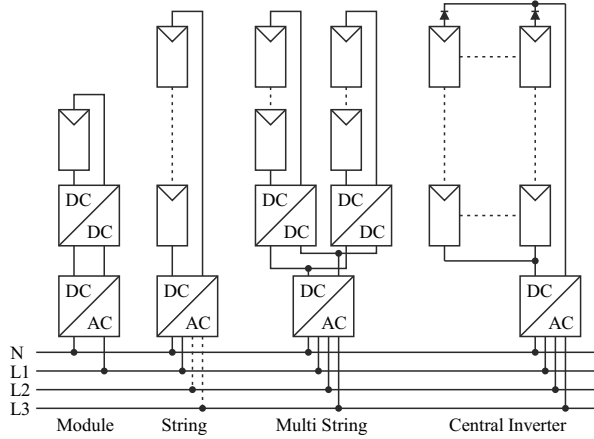 DC
DC
DC
DC
DC
DC
DC
AC
DC
AC
DC
AC
DC
AC
N
L1
L2
L3
Module
String
Multi String
Central Inverter